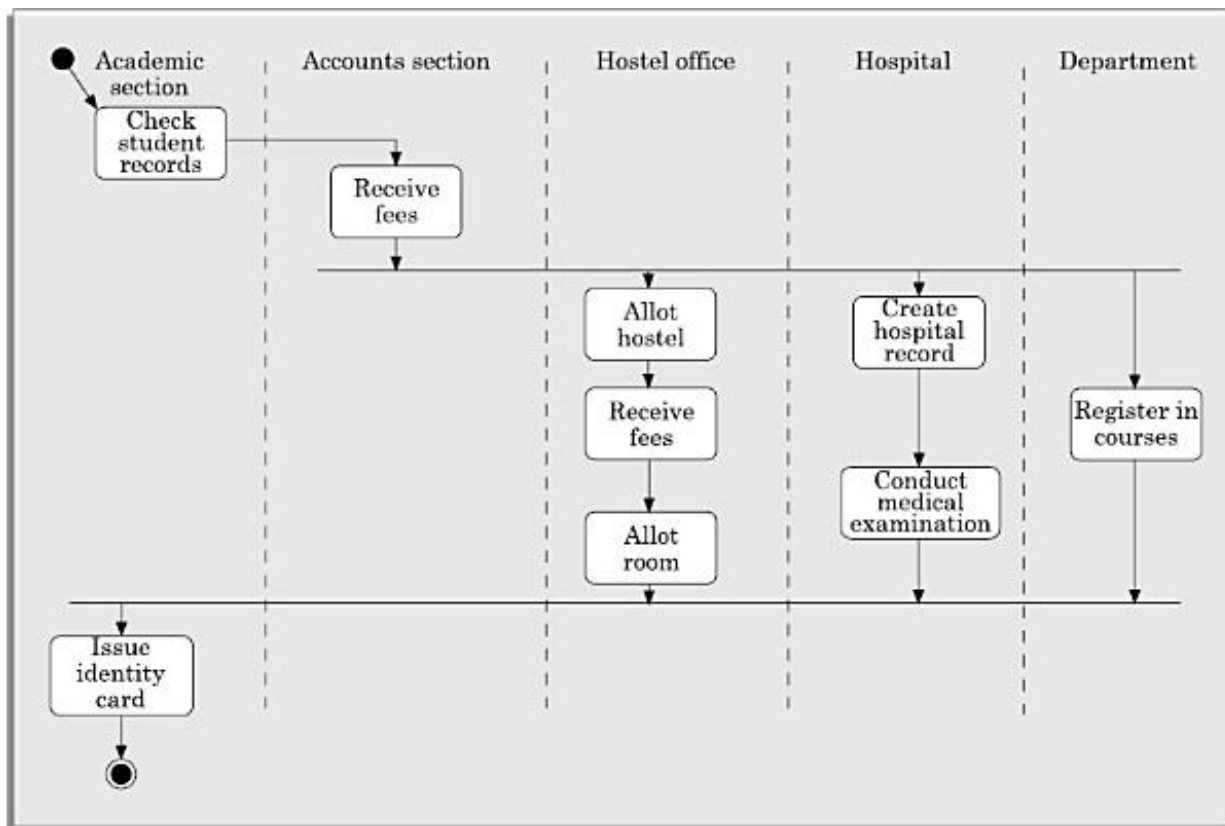 Academic
section
Accounts section
Hostel office
Hospital
Department
Check
student
records
Receive
fees
Allot
hostel
Create
hospital
record
Receive
fees
Register in
courses
Conduct
medical
examination
Allot
room
Issue
identity
card